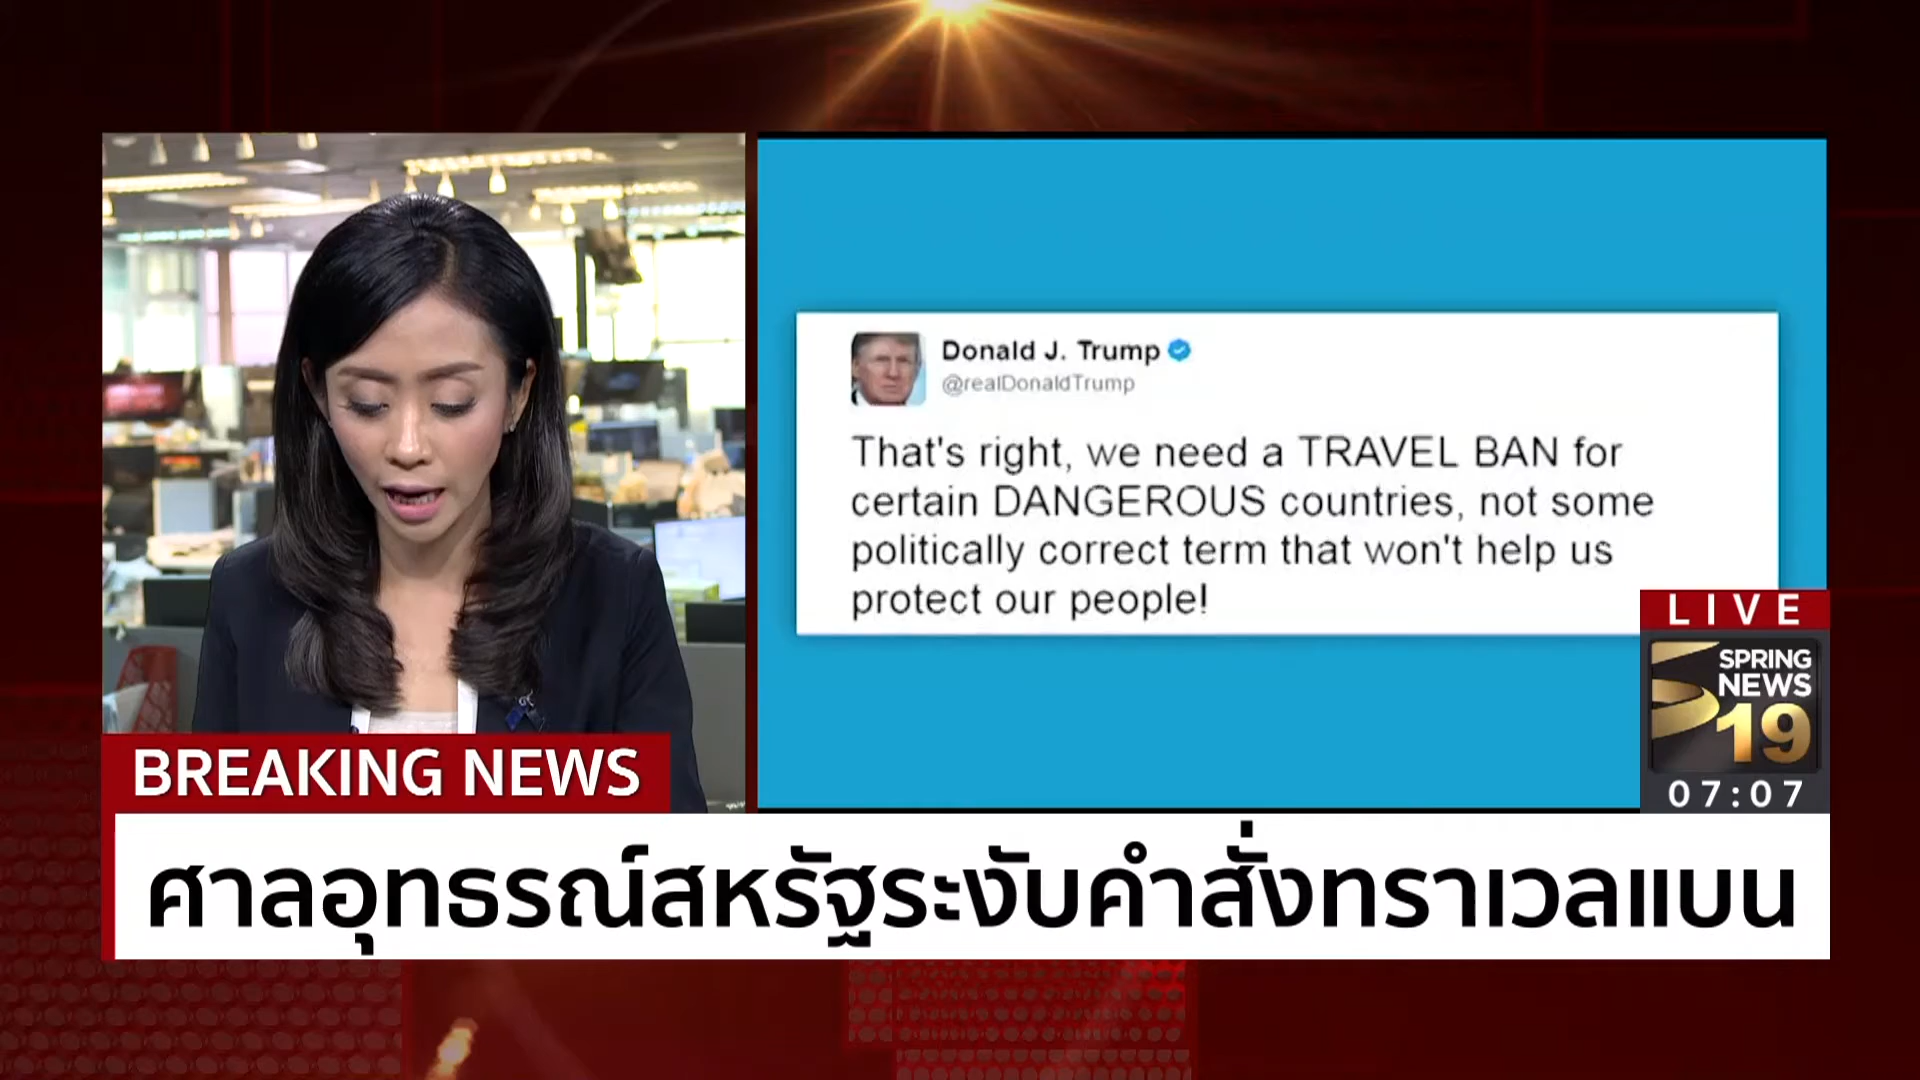 Donald J. Trump
@realDonaldTrump
That's right, we need a TRAVEL BAN for
certain DANGEROUS countries, not some
politically correct term that won't help us
protect our people!
LIVE
SPRING
NEWS
19
07:07
BREAKING NEWS
ศาลอุทธรณ์สหรัฐระงับคำสั่งทราเวลแบน